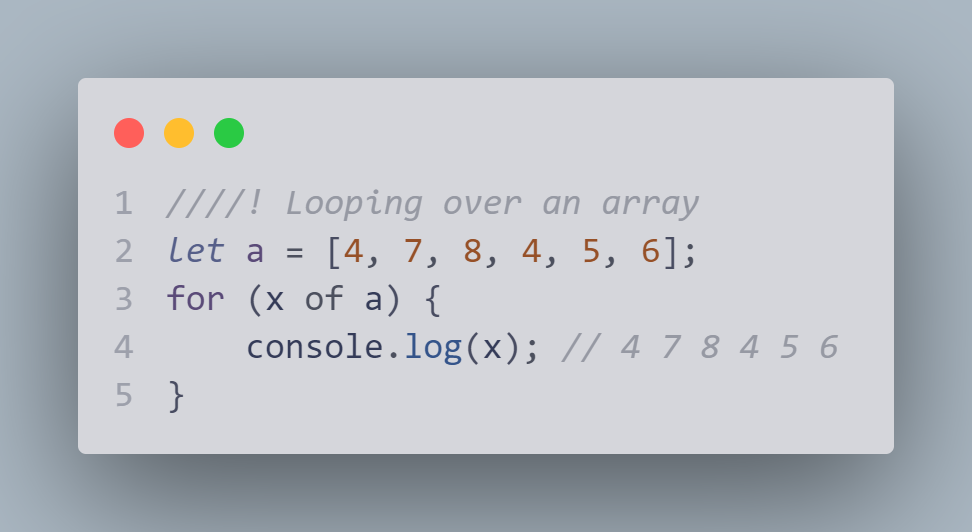 1 ////! Looping over an array
2 let a = [4, 7, 8, 4, 5, 6];
3 for (x of a) {
4     console.log(x); // 4 7 8 4 5 6
5 }